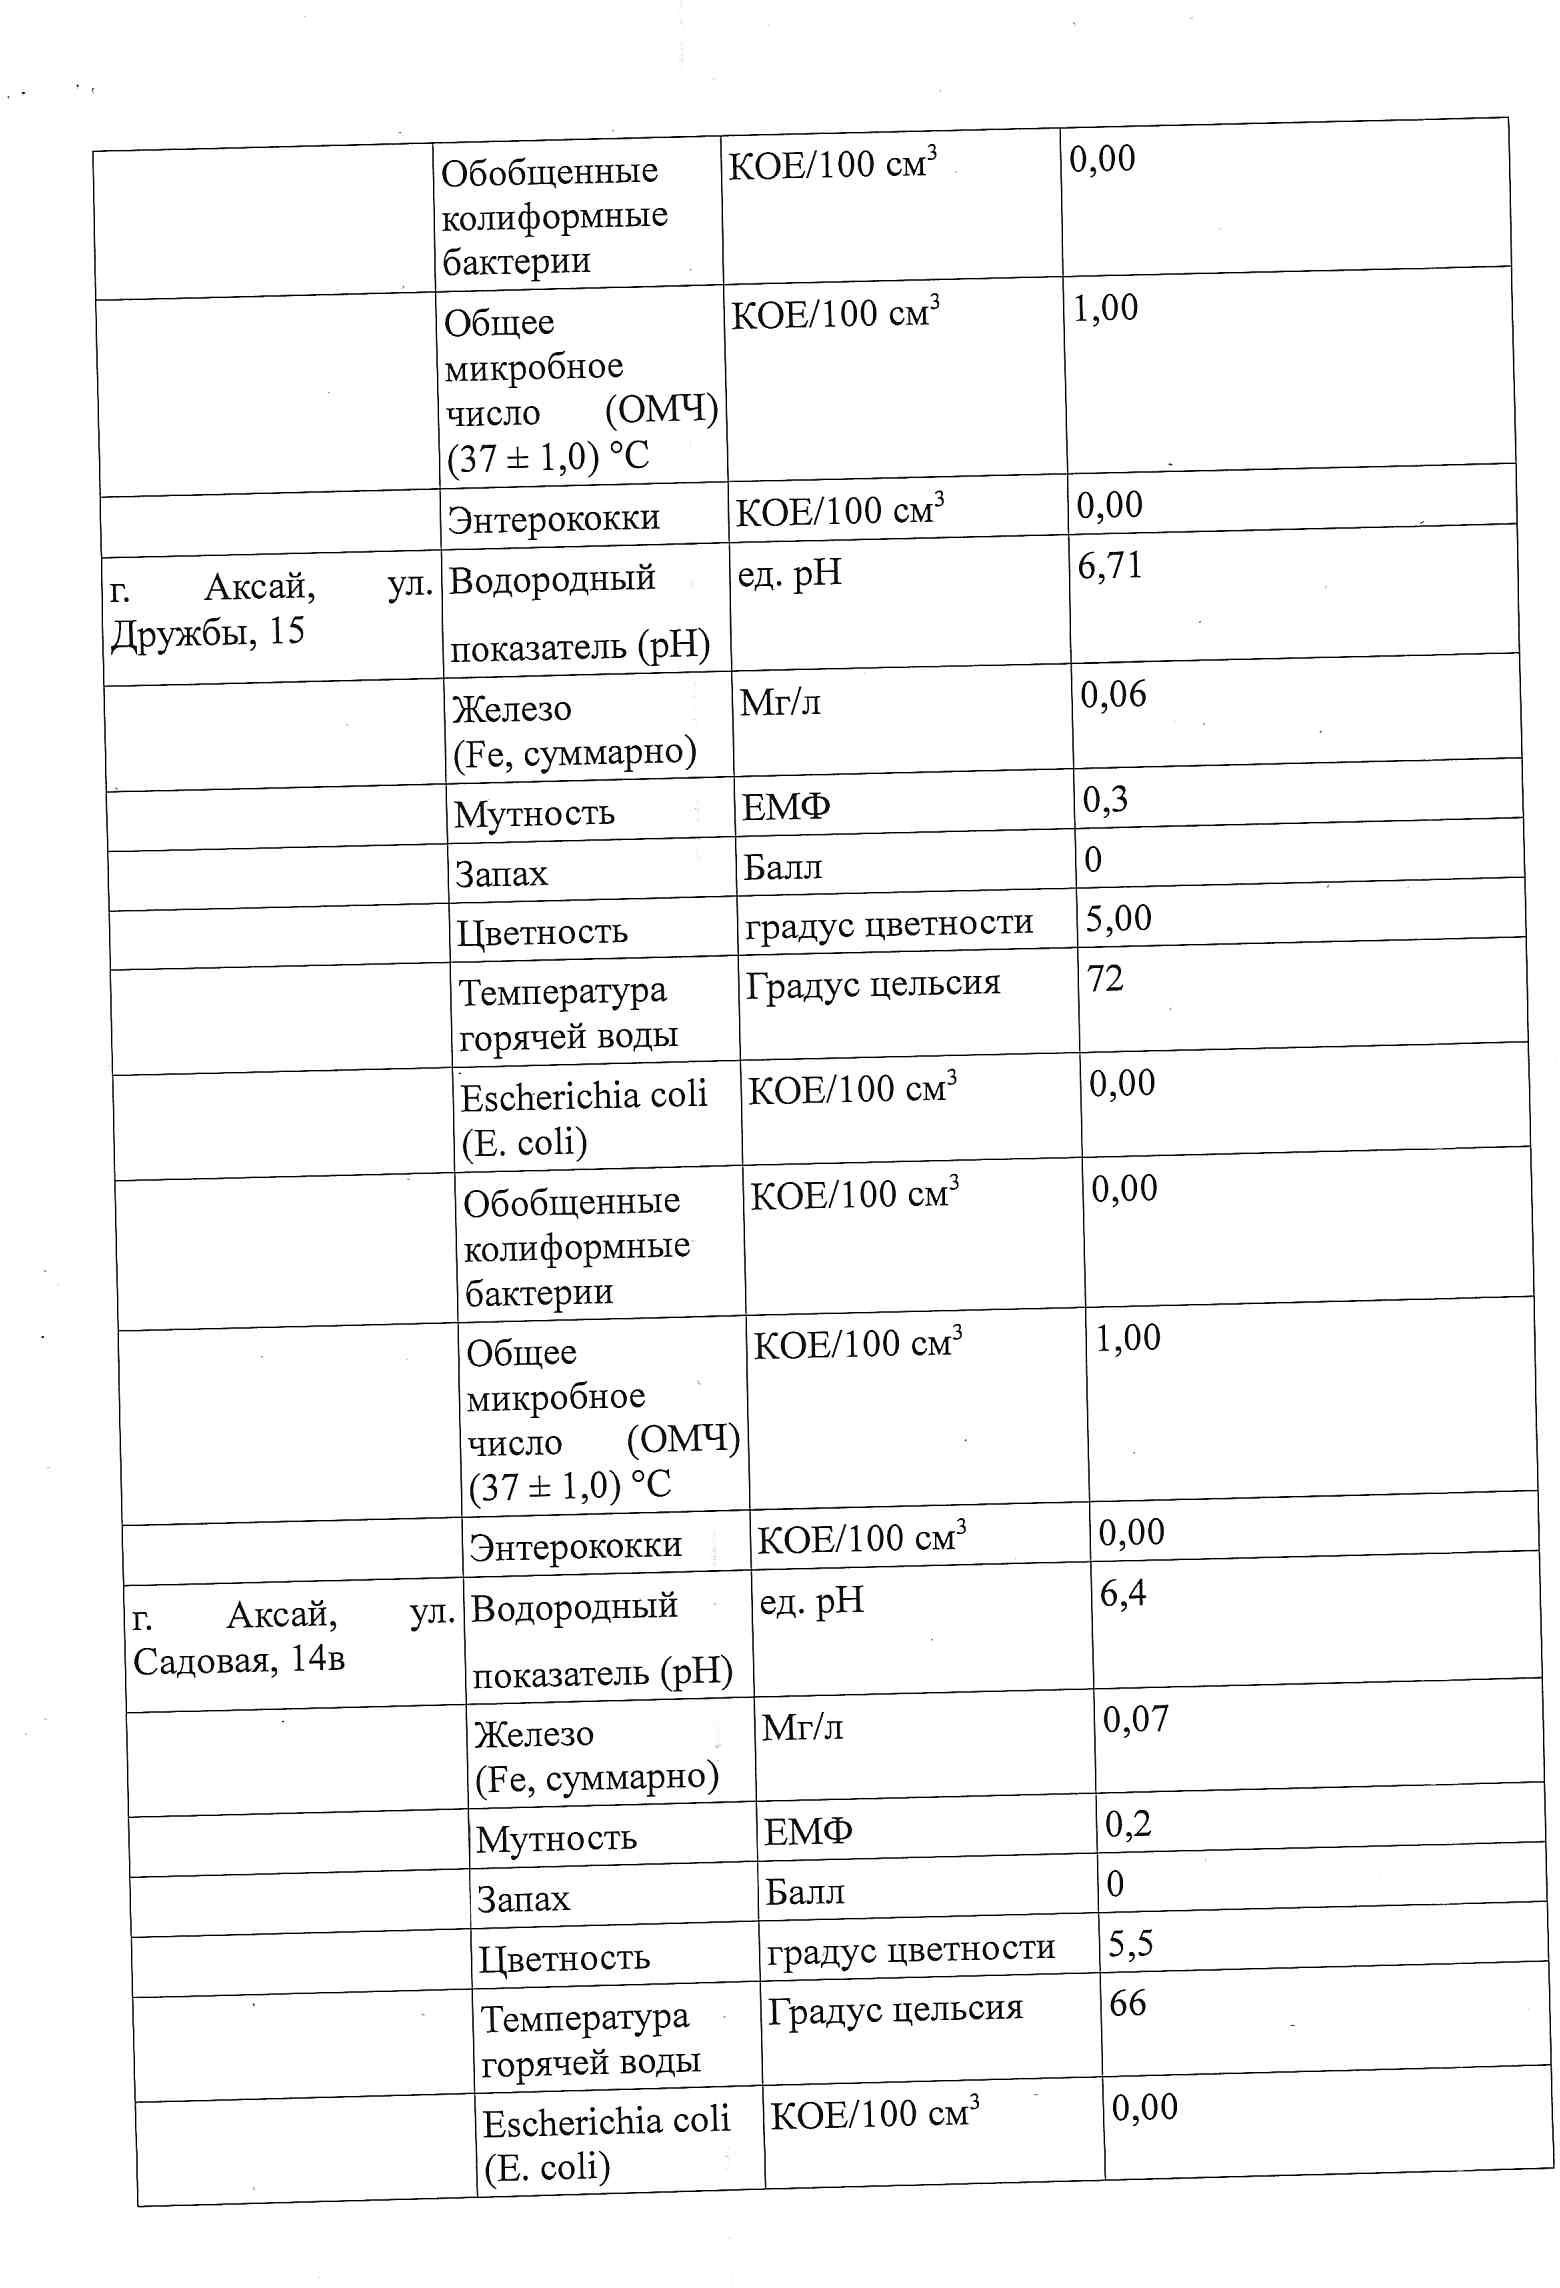 Обобщенные КОЕ/100 см³ 0,00
колиформные
бактерии
Общее КОЕ/100 см³ 1,00
микробное
число (ОМЧ)
(37 ± 1,0) °С
Энтерококки КОЕ/100 см³ 0,00
г. Аксай, ул. Водородный ед. pH 6,71
Дружбы, 15 показатель (pH)
Железо Мг/л 0,06
(Fe, суммарно)
Мутность ЕМФ 0,3
Запах Балл 0
Цветность градус цветности 5,00
Температура Градус цельсия 72
горячей воды
Escherichia coli КОЕ/100 см³ 0,00
(E. coli)
Обобщенные КОЕ/100 см³ 0,00
колиформные
бактерии
Общее КОЕ/100 см³ 1,00
микробное
число (ОМЧ)
(37 ± 1,0) °С
Энтерококки КОЕ/100 см³ 0,00
г. Аксай, ул. Водородный ед. pH 6,4
Садовая, 14в показатель (pH)
Железо Мг/л 0,07
(Fe, суммарно)
Мутность ЕМФ 0,2
Запах Балл 0
Цветность градус цветности 5,5
Температура Градус цельсия 66
горячей воды
Escherichia coli КОЕ/100 см³ 0,00
(E. coli)